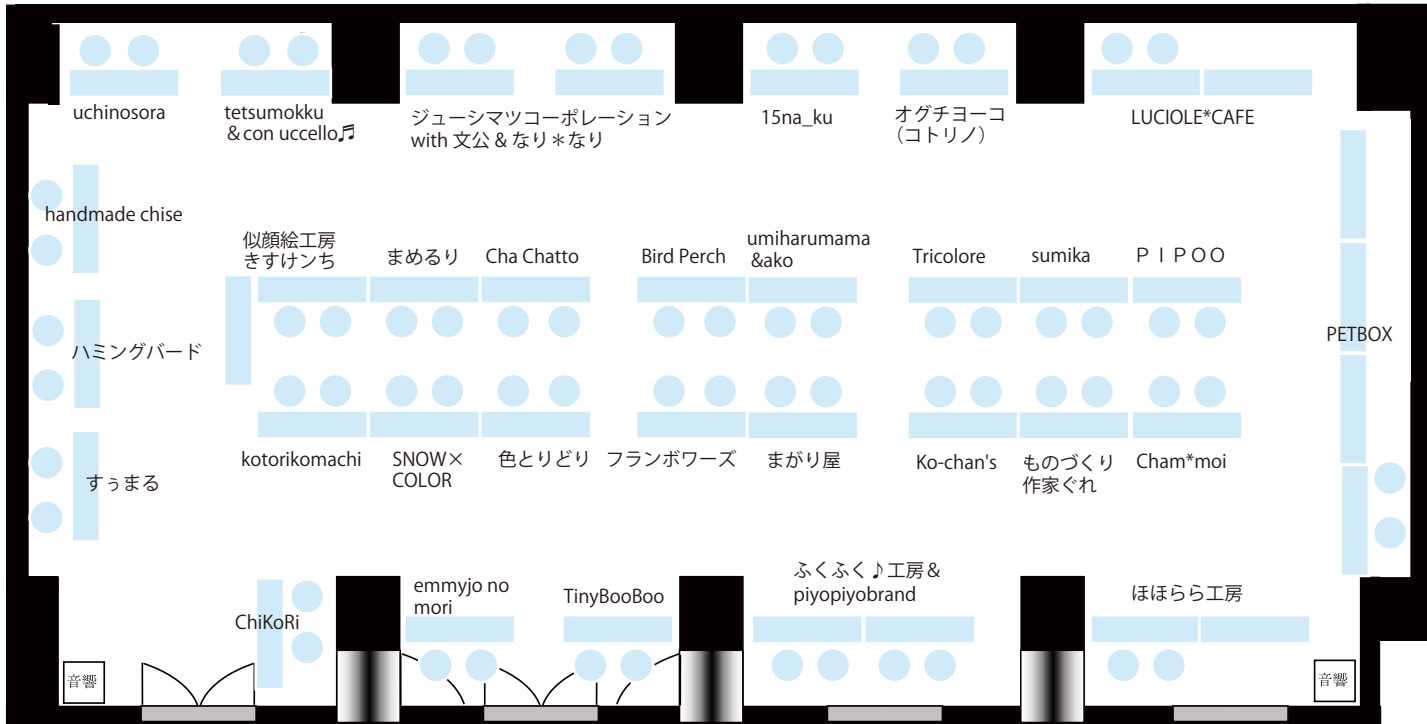 uchinosora
tetsumokku
＆con uccello♬
ジューシマツコーポレーション
with 文公 & なり＊なり
15na_ku
オグチヨーコ
（コトリノ）
LUCIOLE*CAFE
handmade chise
似顔絵工房
きすけンち
まめるり
Cha Chatto
Bird Perch
umiharumama
&ako
Tricolore
sumika
ＰＩＰＯＯ
ハミングバード
PETBOX
すぅまる
kotorikomachi
SNOW×
COLOR
色とりどり
フランボワーズ
まがり屋
Ko-chan's
ものづくり
作家ぐれ
Cham*moi
ChiKoRi
emmyjo no
mori
TinyBooBoo
ふくふく♪工房＆
piyopiyobrand
ほほらら工房
音響
音響